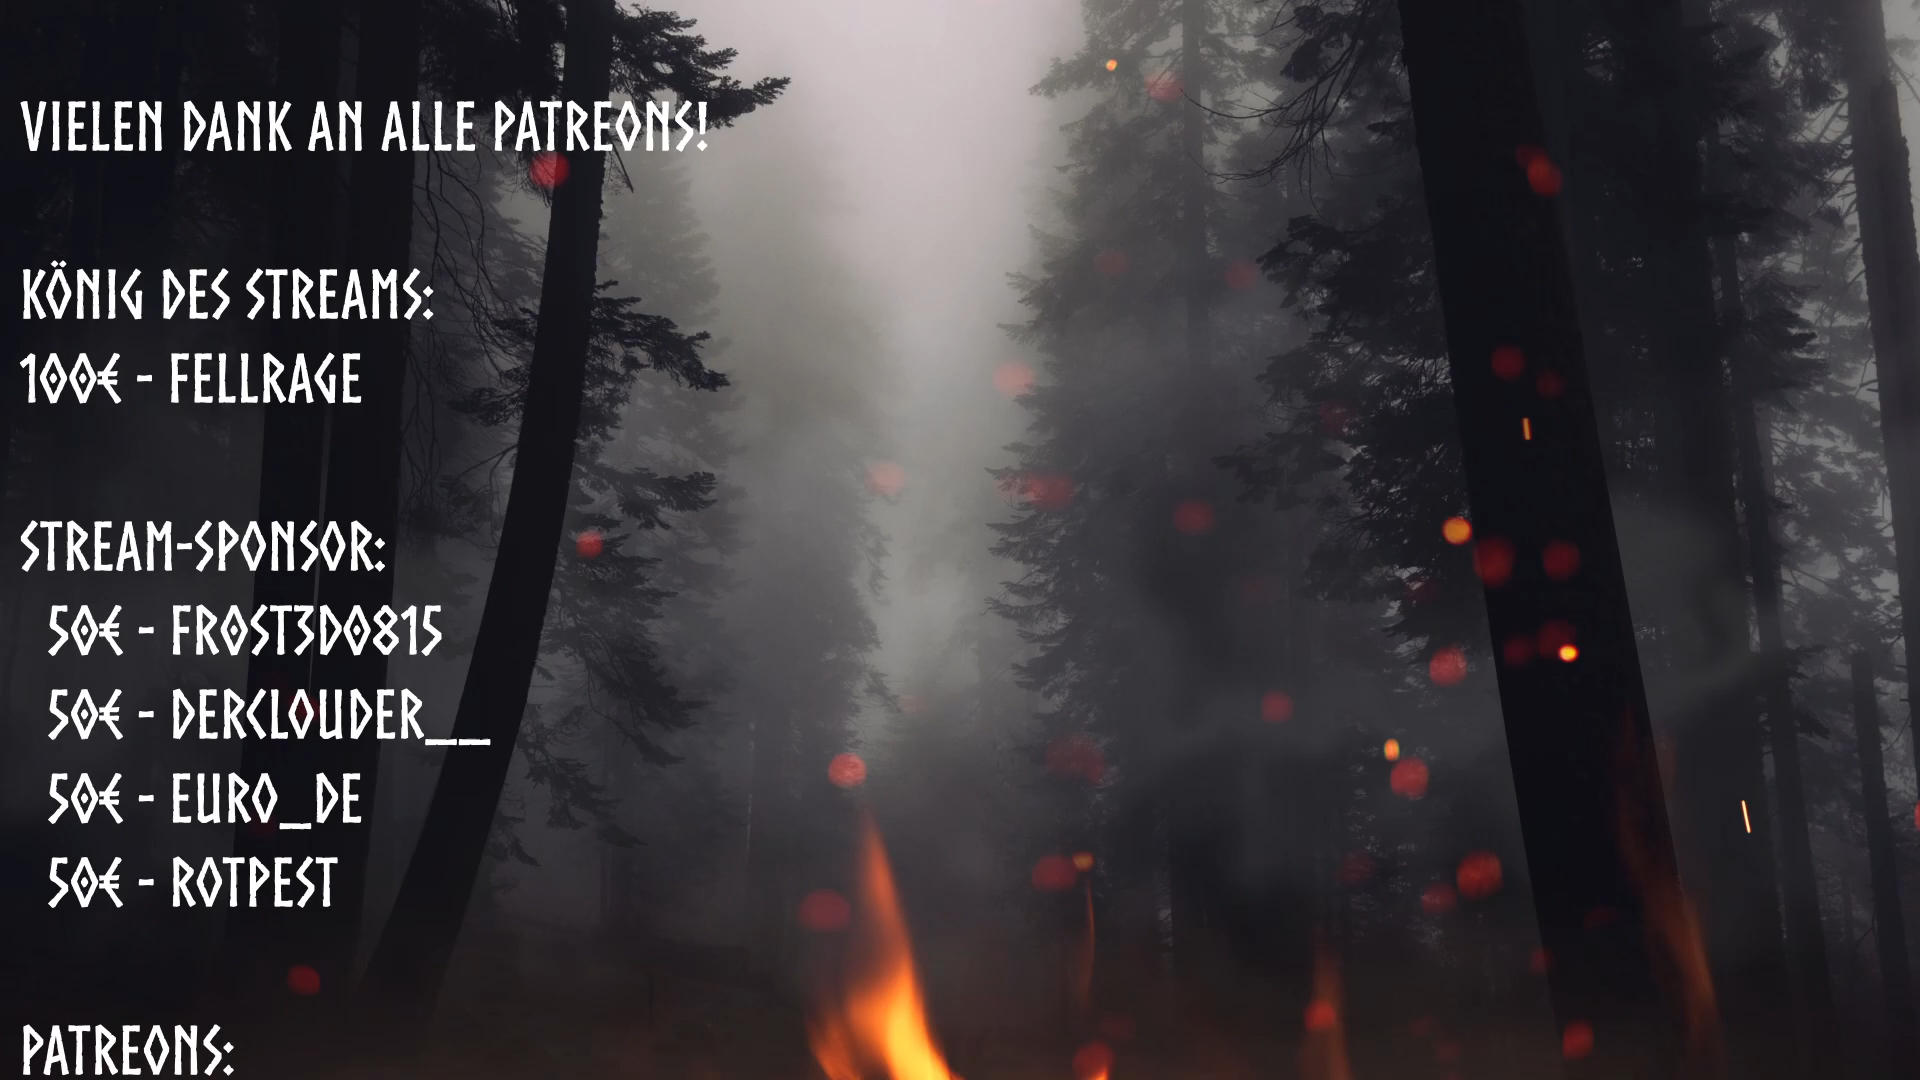 VIELEN DANK AN ALLE PATREONS!
KÖNIG DES STREAMS:
100€ - FELLRAGE
STREAM-SPONSOR:
50€ - FROST3D0815
50€ - DERCLOUDER__
50€ - EURO_DE
50€ - ROTPEST
PATREONS: